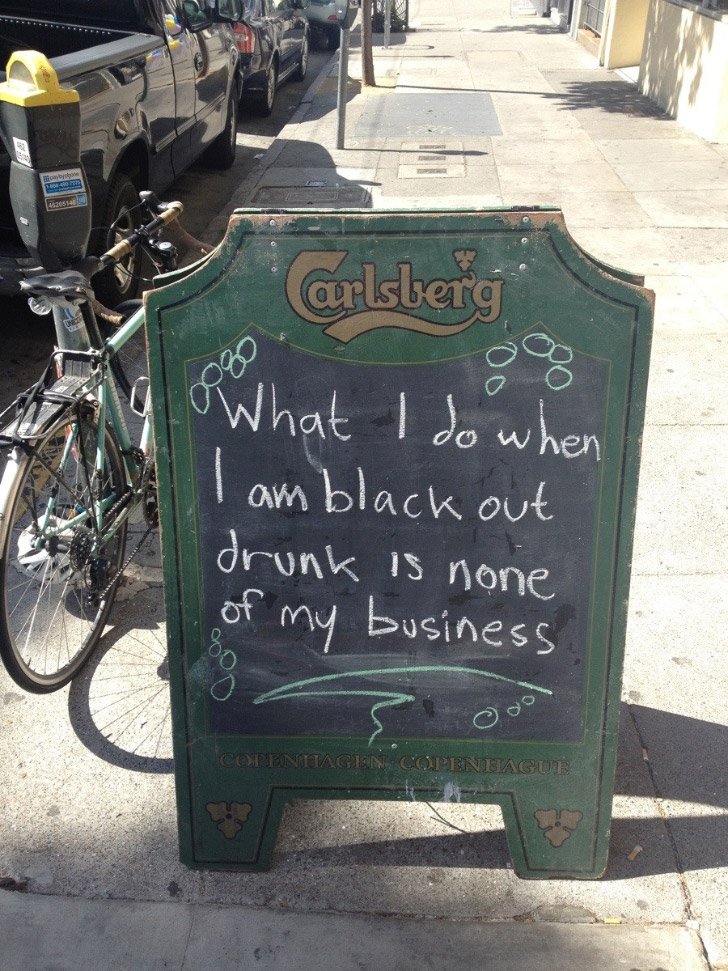 Carlsberg
What I do when
I am black out
drunk is none
of my business
COPENHAGEN COPENHAGUE